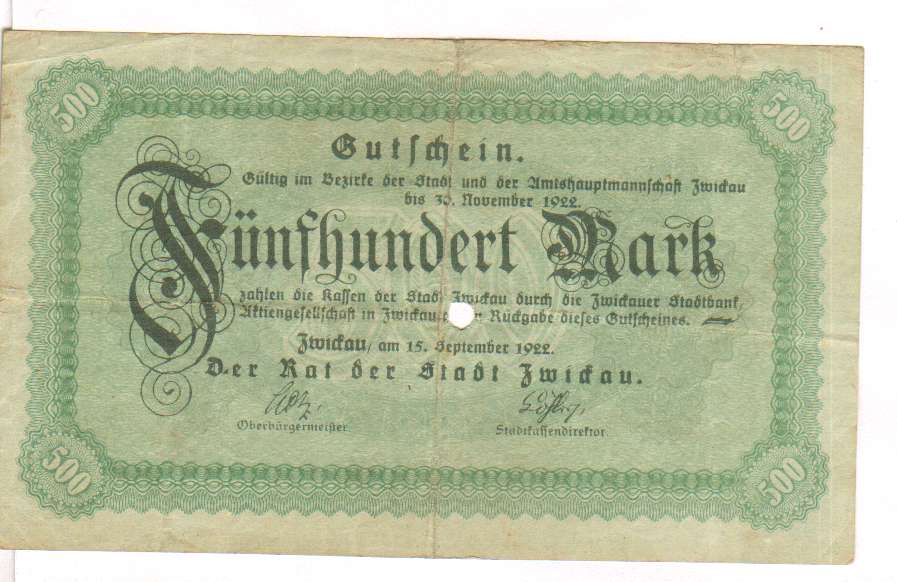 500 500
Gutschein.
Gültig im Bezirke der Stadt und der Amtshauptmannschaft Zwickau
bis 30. November 1922.
Fünfhundert Mark
zahlen die Kassen der Stadt Zwickau durch die Zwickauer Stadtbank,
Aktiengesellschaft in Zwickau, Rückgabe dieses Gutscheines.
Zwickau, am 15. September 1922.
Der Rat der Stadt Zwickau.
Oberbürgermeister Stadtkassendirektor
500 500